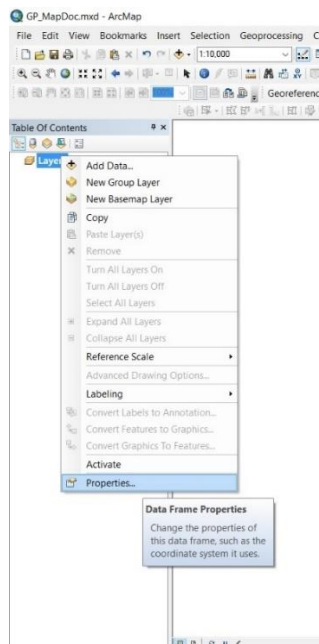 GP_MapDoc.mxd - ArcMap
File Edit View Bookmarks Insert Selection Geoprocessing
1:10,000
Georeferenc
Table Of Contents
Layer
Add Data...
New Group Layer
New Basemap Layer
Copy
Paste Layer(s)
Remove
Turn All Layers On
Turn All Layers Off
Select All Layers
Expand All Layers
Collapse All Layers
Reference Scale
Advanced Drawing Options...
Labeling
Convert Labels to Annotation...
Convert Features to Graphics...
Convert Graphics To Features...
Activate
Properties...
Data Frame Properties
Change the properties of
this data frame, such as the
coordinate system it uses.